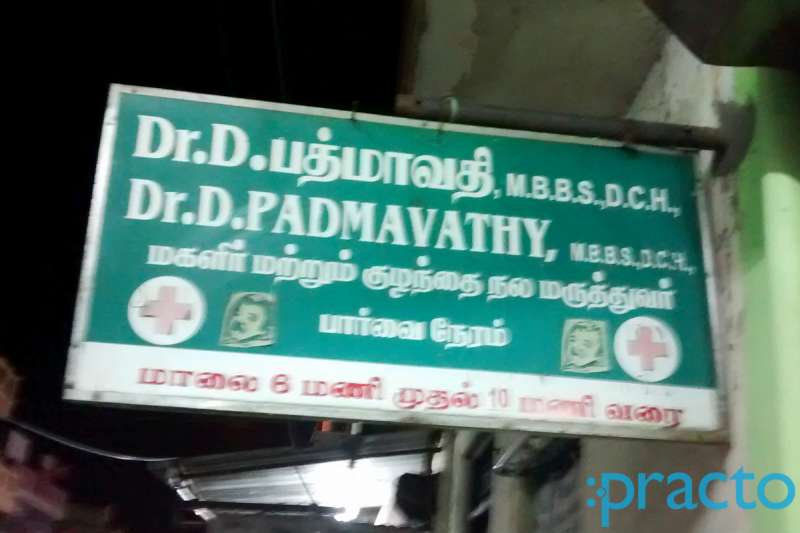 Dr.D.பத்மாவதி, M.B.B.S.,D.C.H.,
Dr.D.PADMAVATHY, M.B.B.S.,D.C.H.,
மகளிர் மற்றும் குழந்தை நல மருத்துவர்
பார்வை நேரம்
மாலை 6 மணி முதல் 10 மணி வரை
:practo